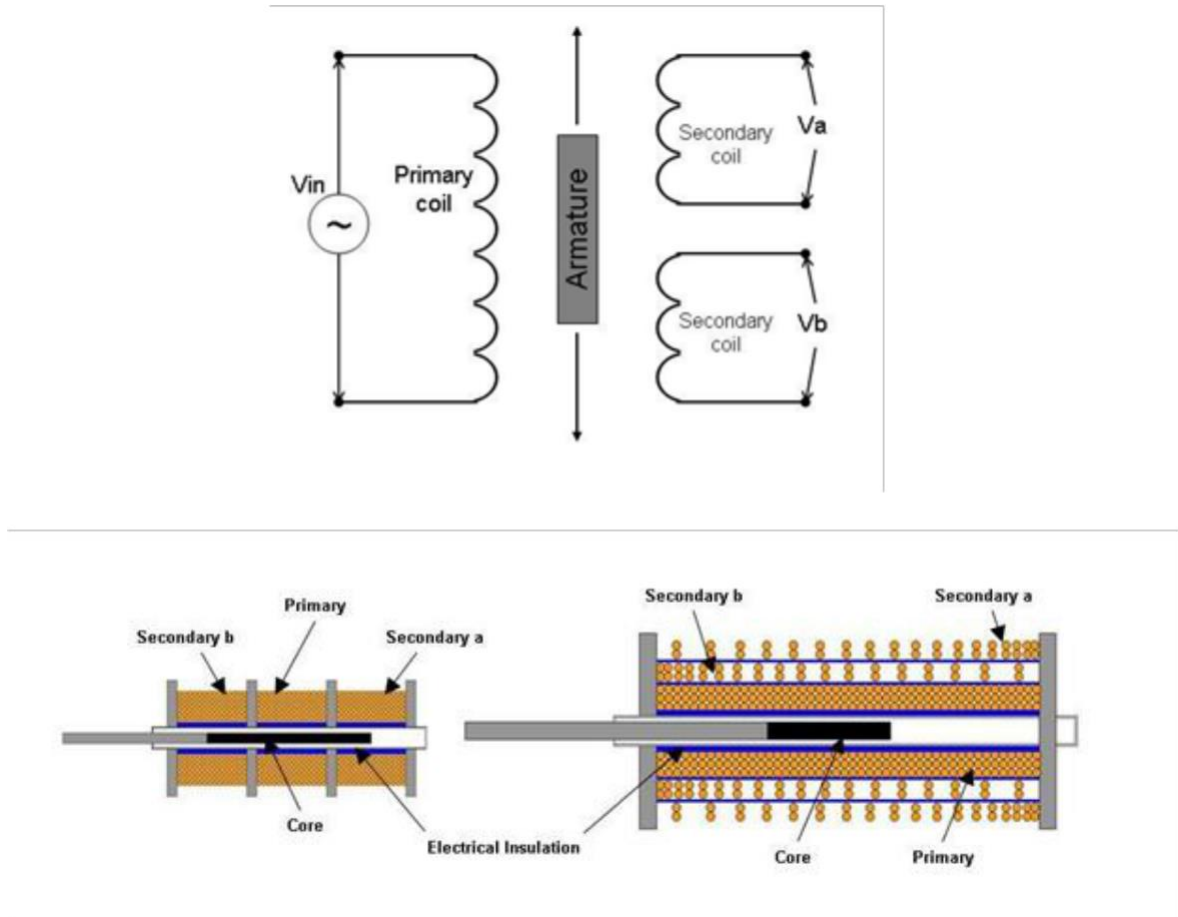 Vin
~
Primary
coil
Armature
Secondary
coil
Va
Secondary
coil
Vb
Primary
Secondary b
Secondary a
Core
Electrical Insulation
Secondary b
Secondary a
Core
Primary